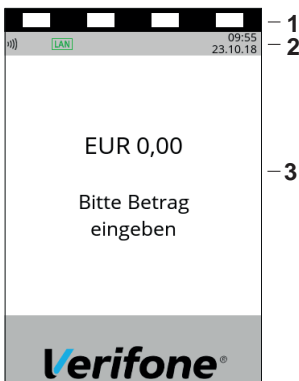 1
LAN
09:55
23.10.18
2
EUR 0,00
3
Bitte Betrag
eingeben
Verifone®